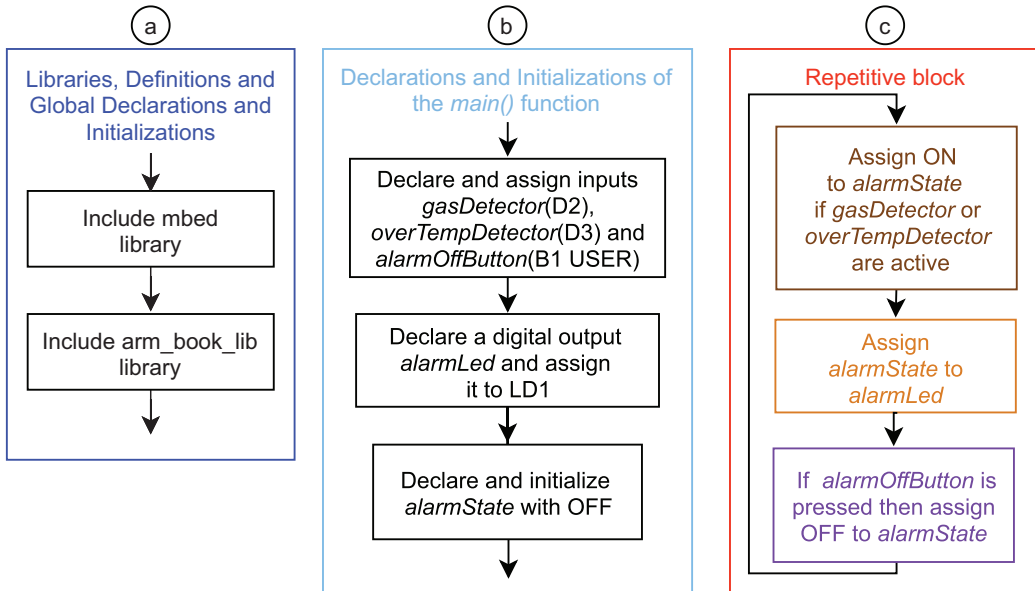 a
Libraries, Definitions and
Global Declarations and
Initializations
Include mbed
library
Include arm_book_lib
library
b
Declarations and Initializations of
the main() function
Declare and assign inputs
gasDetector(D2),
overTempDetector(D3) and
alarmOffButton(B1 USER)
Declare a digital output
alarmLed and assign
it to LD1
Declare and initialize
alarmState with OFF
c
Repetitive block
Assign ON
to alarmState
if gasDetector or
overTempDetector
are active
Assign
alarmState to
alarmLed
If alarmOffButton is
pressed then assign
OFF to alarmState